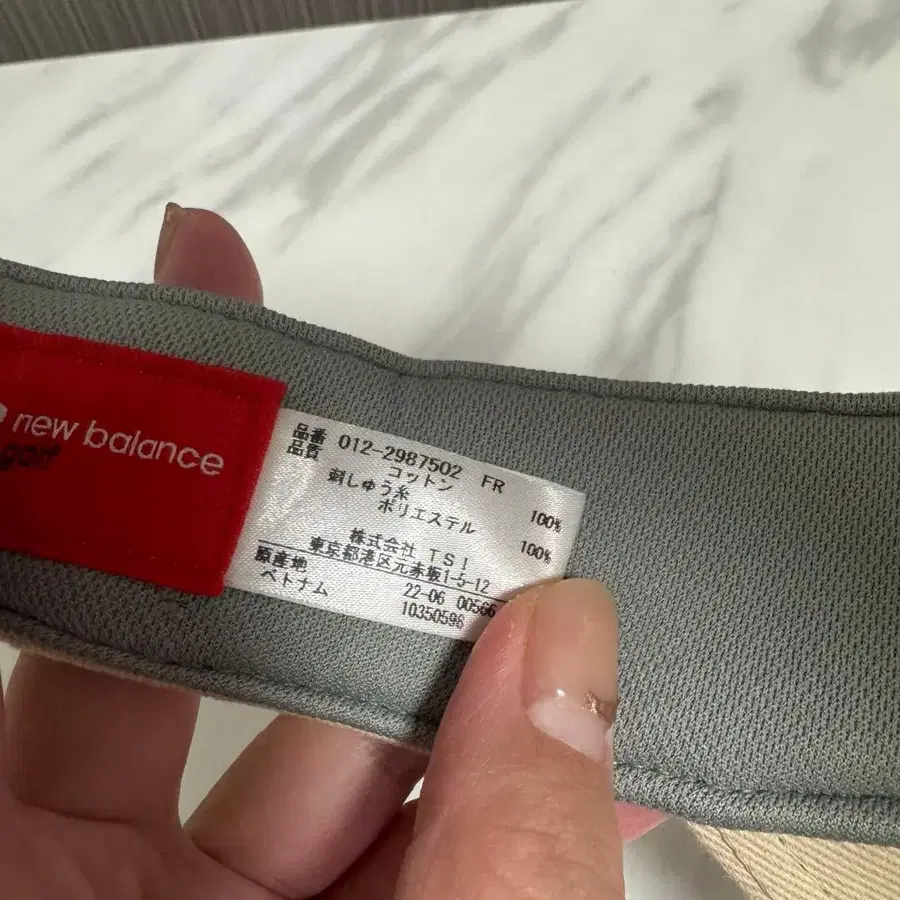 new balance
golf
品番 012-2987502 FR
品質 コットン 100%
刺しゅう糸
ポリエステル 100%
株式会社 TSI
東京都港区元赤坂1-5-12
原産地 22-06 00566
ベトナム 10350598